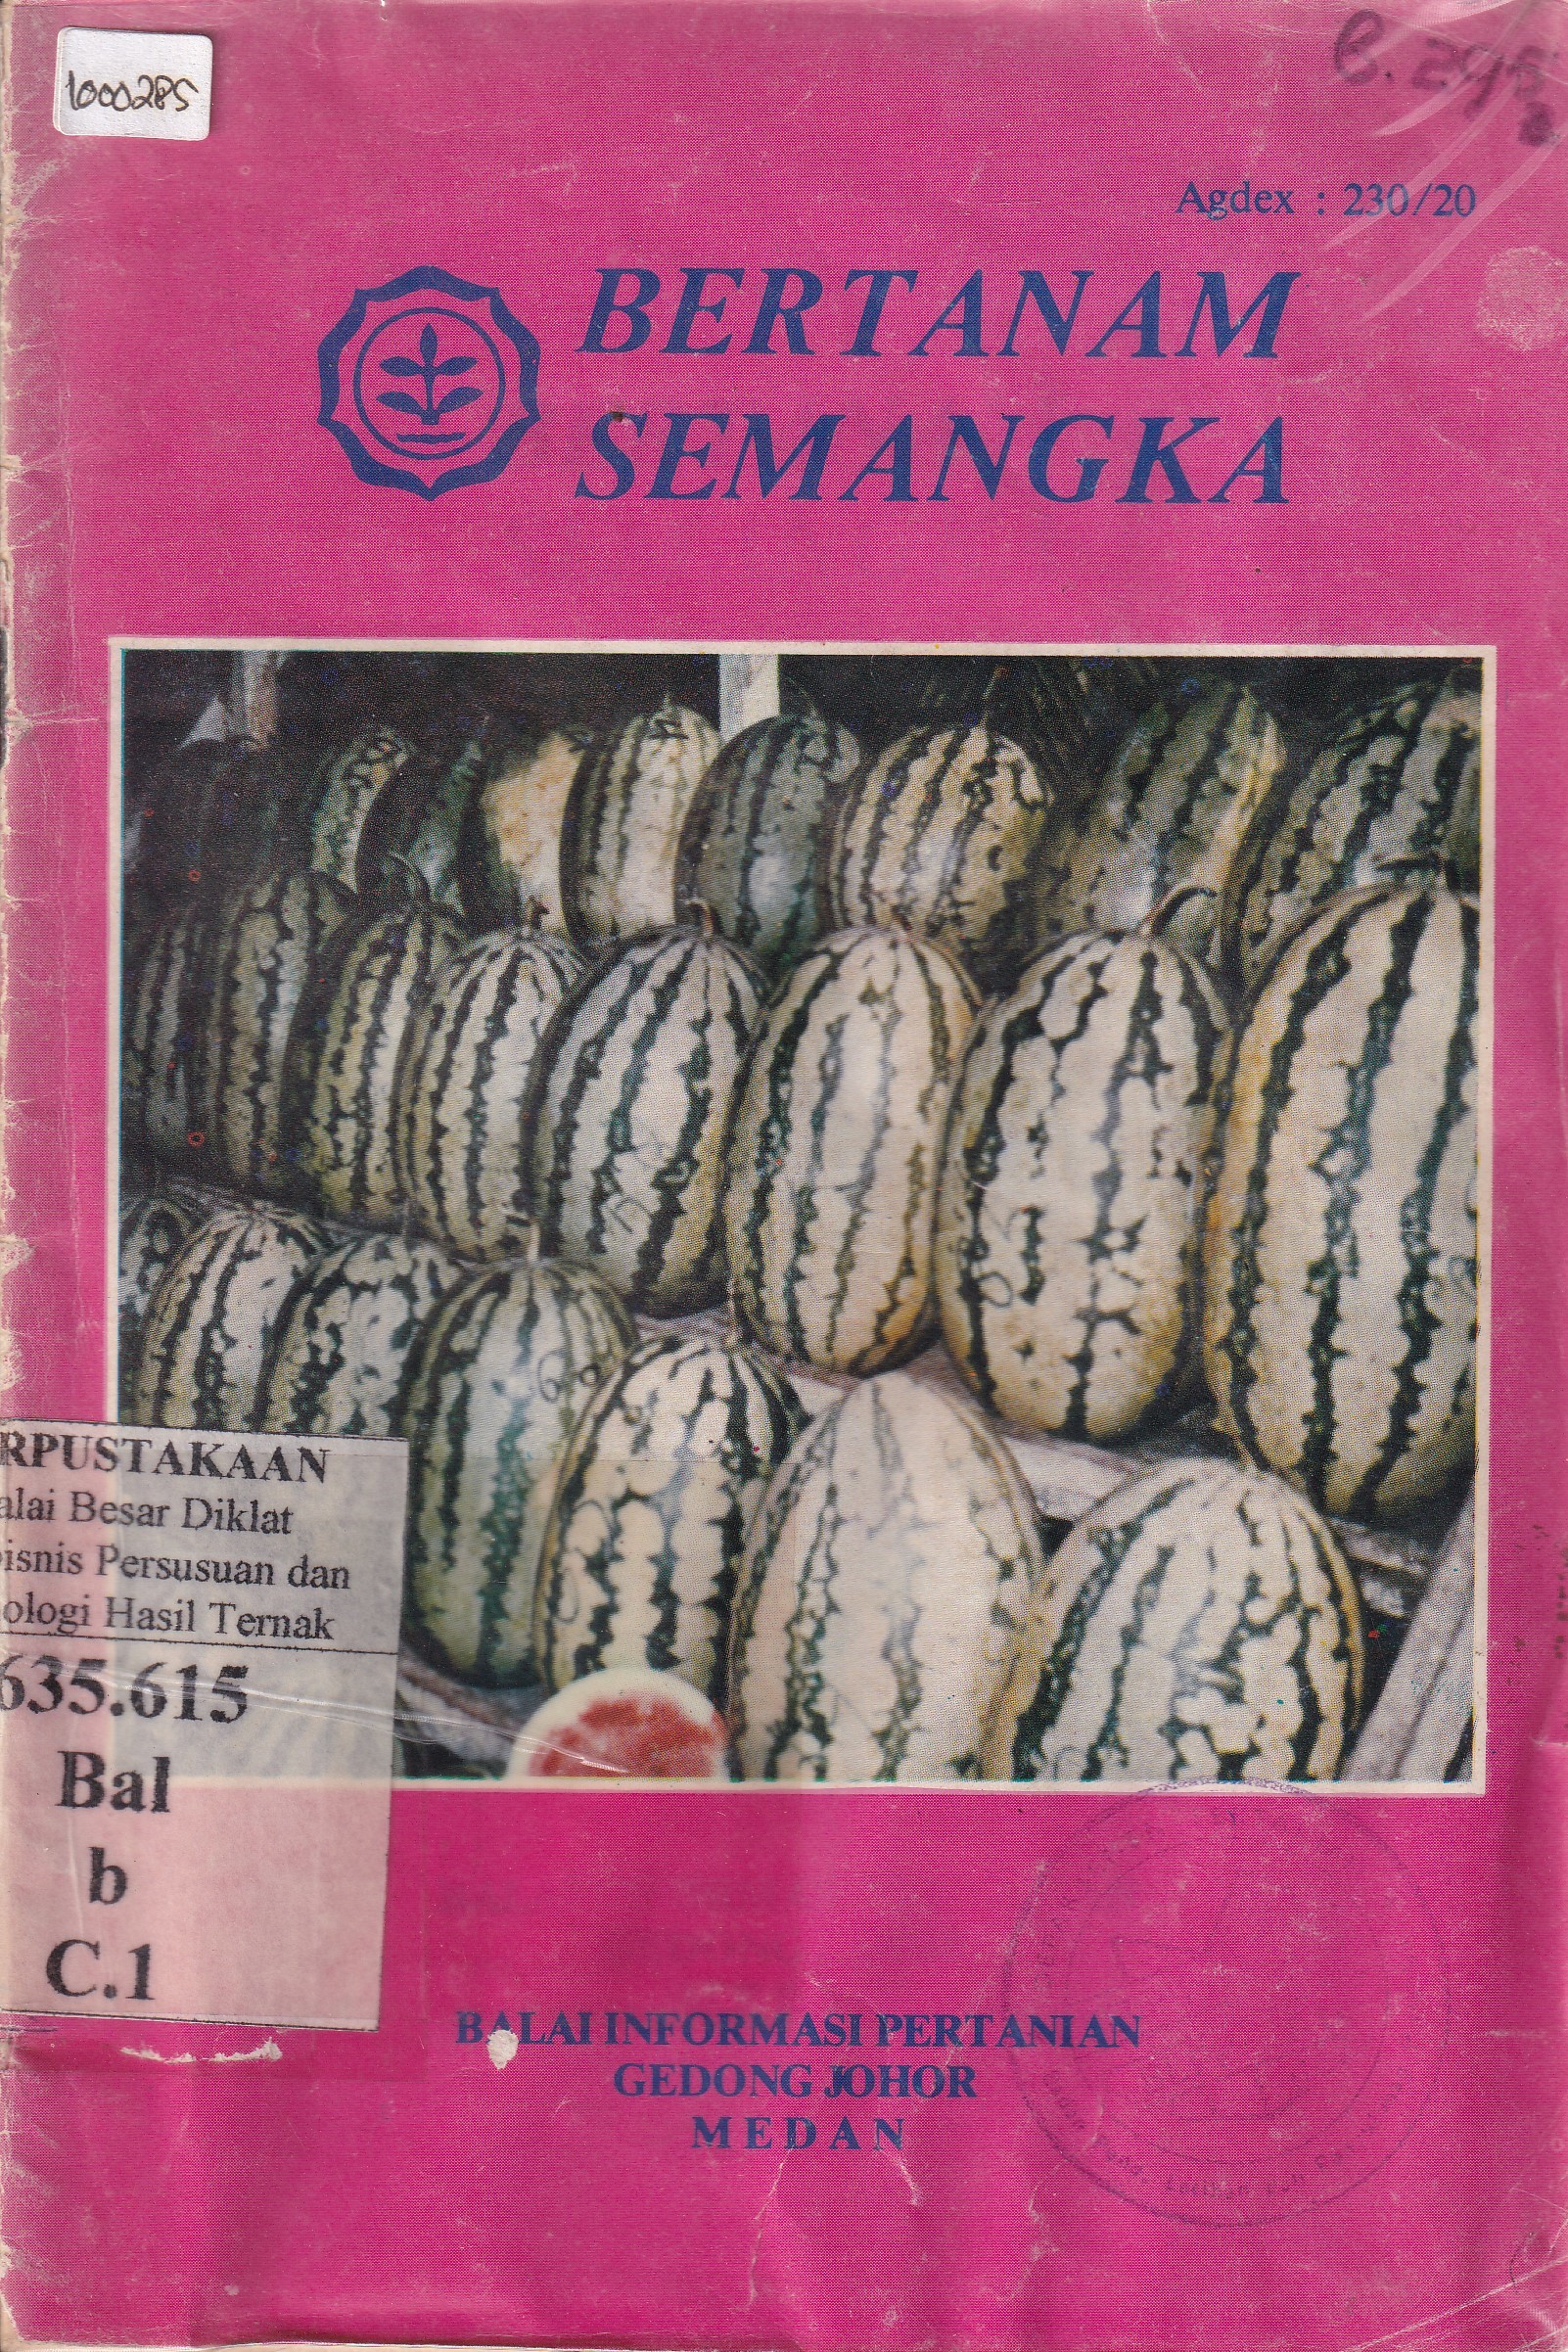 1000285
Agdex : 230/20
BERTANAM
SEMANGKA
RPUSTAKAAN
alai Besar Diklat
isnis Persusuan dan
ologi Hasil Ternak
635.615
Bal
b
C.1
BALAI INFORMASI PERTANIAN
GEDONG JOHOR
MEDAN